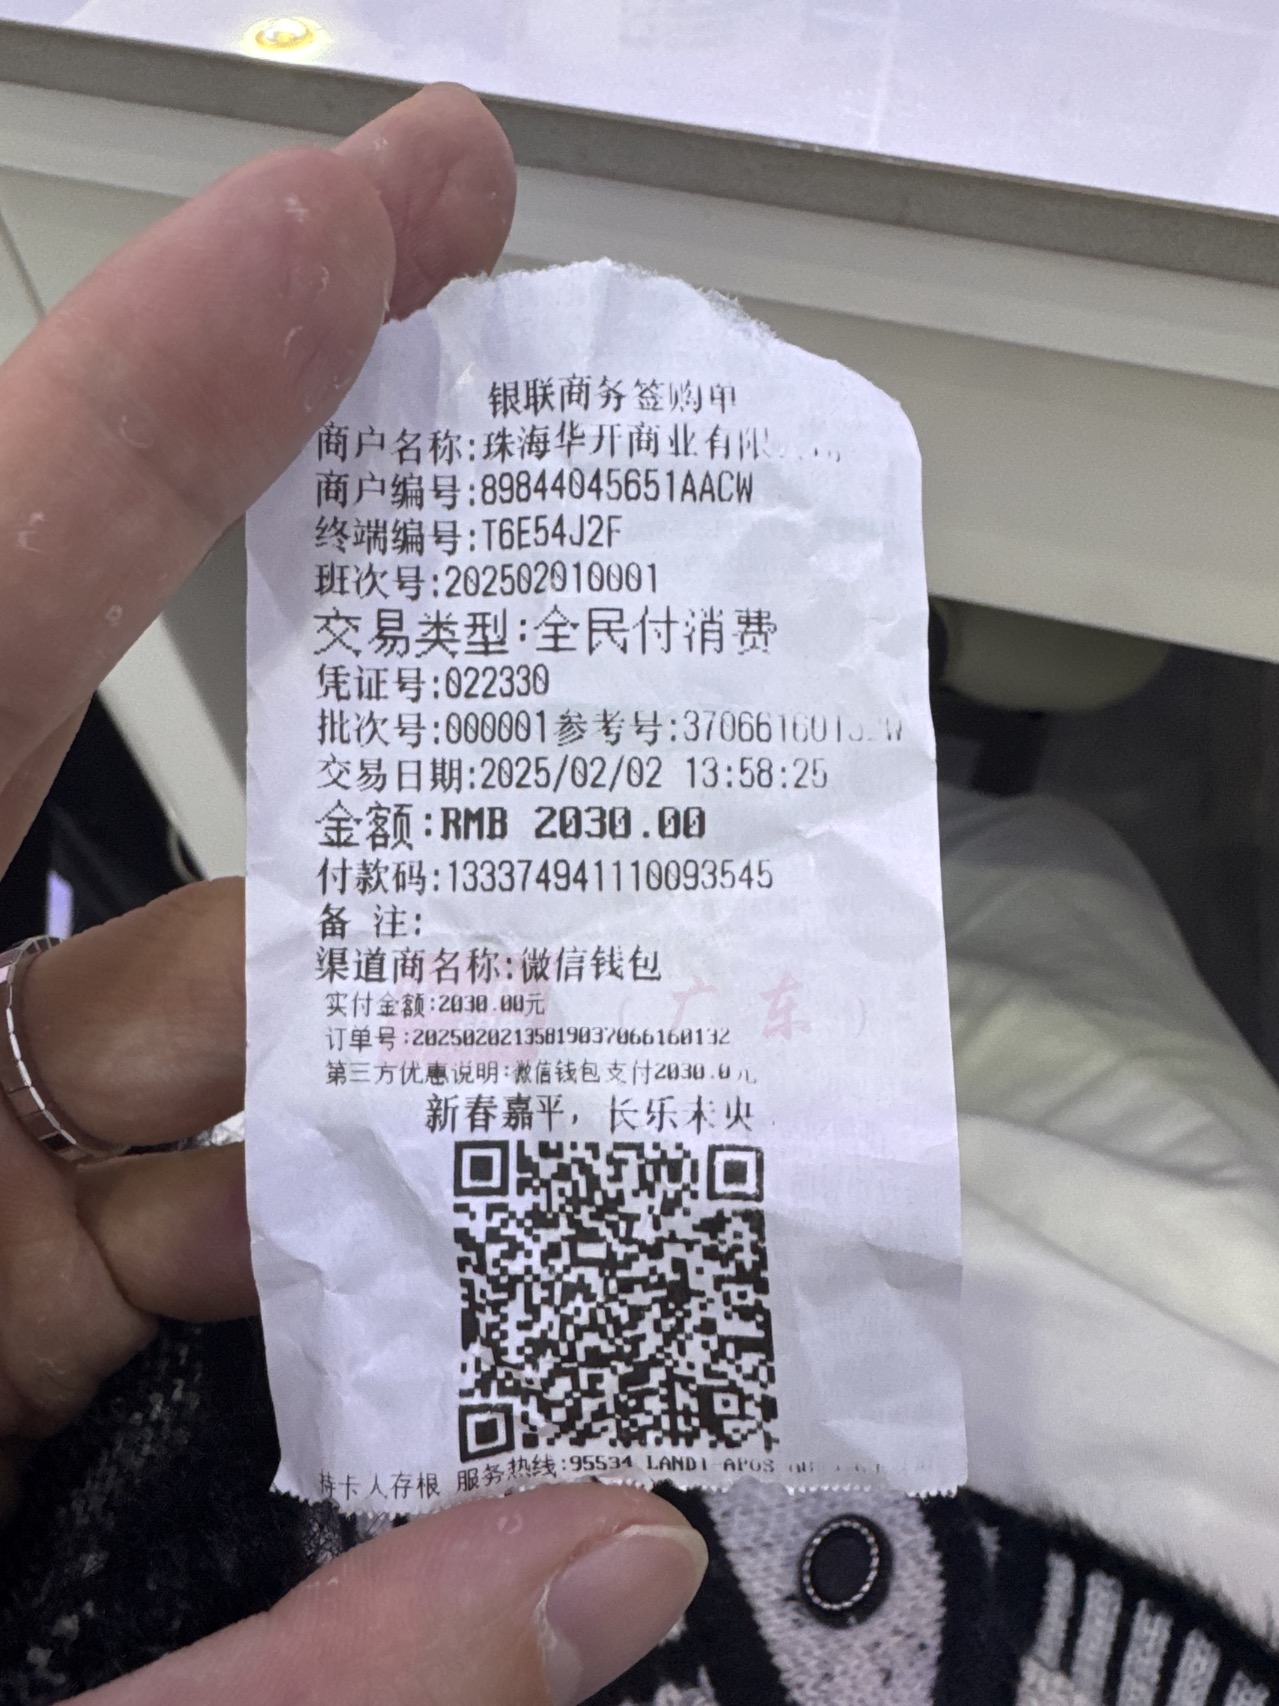 银联商务签购单
商户名称:珠海华开商业有限
商户编号:89844045651AACW
终端编号:T6E54J2F
班次号:202502010001
交易类型:全民付消费
凭证号:022330
批次号:000001参考号:
交易日期:2025/02/02 13:58:25
金额:RMB 2030.00
付款码:133374941110093545
备 注:
渠道商名称:微信钱包
(广东)
实付金额:2030.00元
订单号:20250202135819037066160132
第三方优惠说明:微信钱包支付2030.0元
新春嘉平, 长乐未央
持卡人存根 服务热线:95534 LANDI-APOS